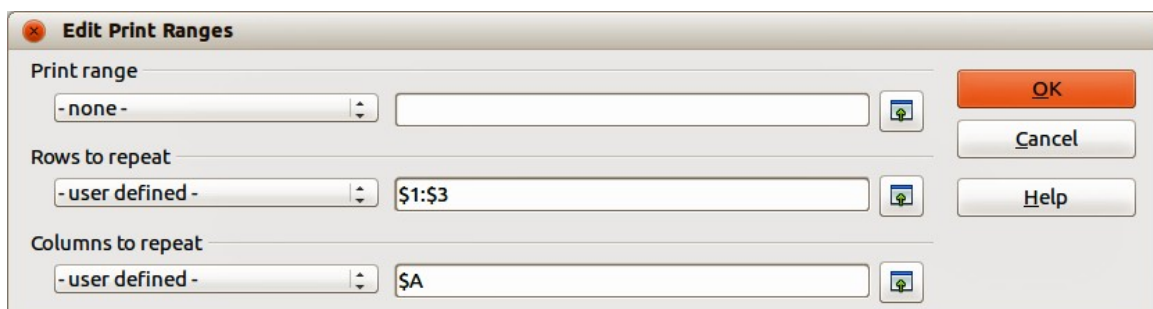 Edit Print Ranges
Print range
- none -
OK
Cancel
Rows to repeat
- user defined -
$1:$3
Help
Columns to repeat
- user defined -
$A